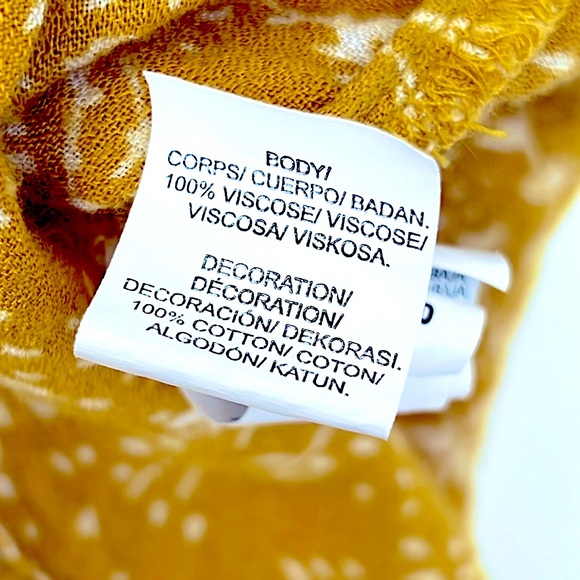 BODY/
CORPS/ CUERPO/ BADAN.
100% VISCOSE/ VISCOSE/
VISCOSA/ VISKOSA.
DECORATION/
DÉCORATION/
DECORACIÓN/ DEKORASI.
100% COTTON/ COTON/
ALGODÓN/ KATUN.